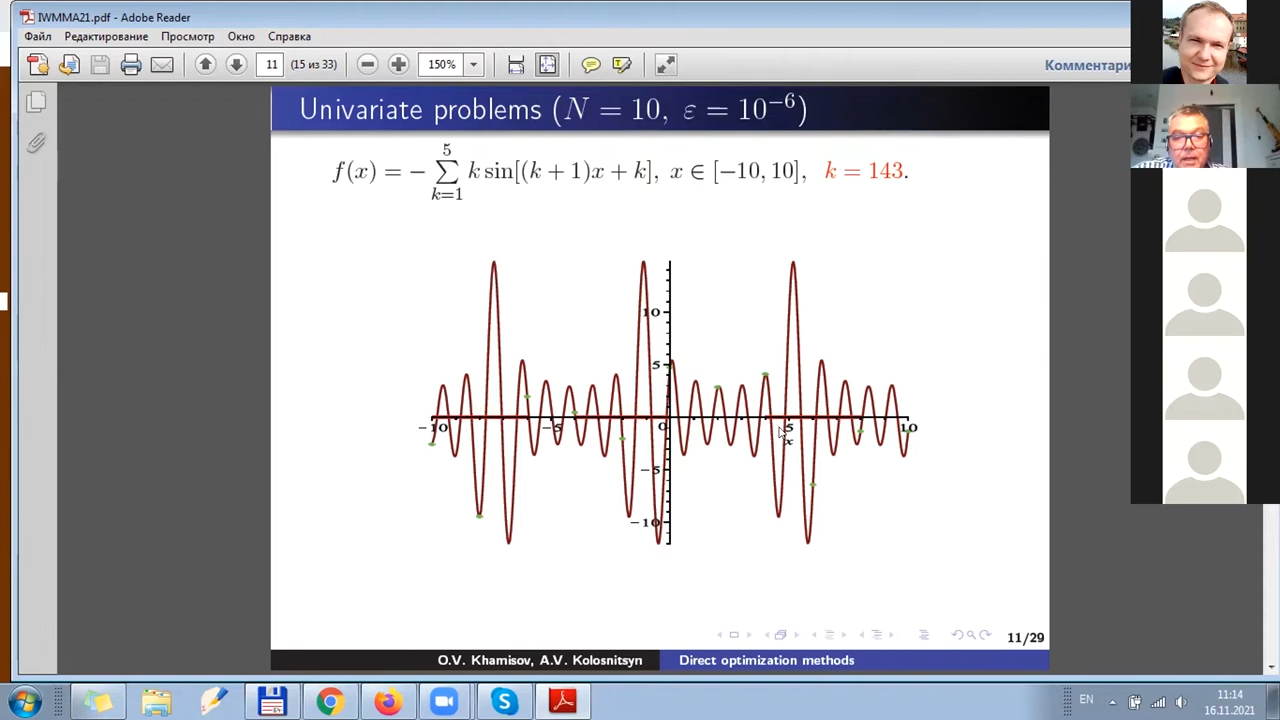 IWMMA21.pdf - Adobe Reader
Файл Редактирование Просмотр Окно Справка
11 (15 из 33) 150% Комментари
Univariate problems (N = 10, ε = 10⁻⁶)
f(x) = − ∑_{k=1}^{5} k sin[(k + 1)x + k], x ∈ [−10, 10], k = 143.
10
5
−10 −5 0 5 10
x
−5
−10
11/29
O.V. Khamisov, A.V. Kolosnitsyn Direct optimization methods
EN 11:14
16.11.2021